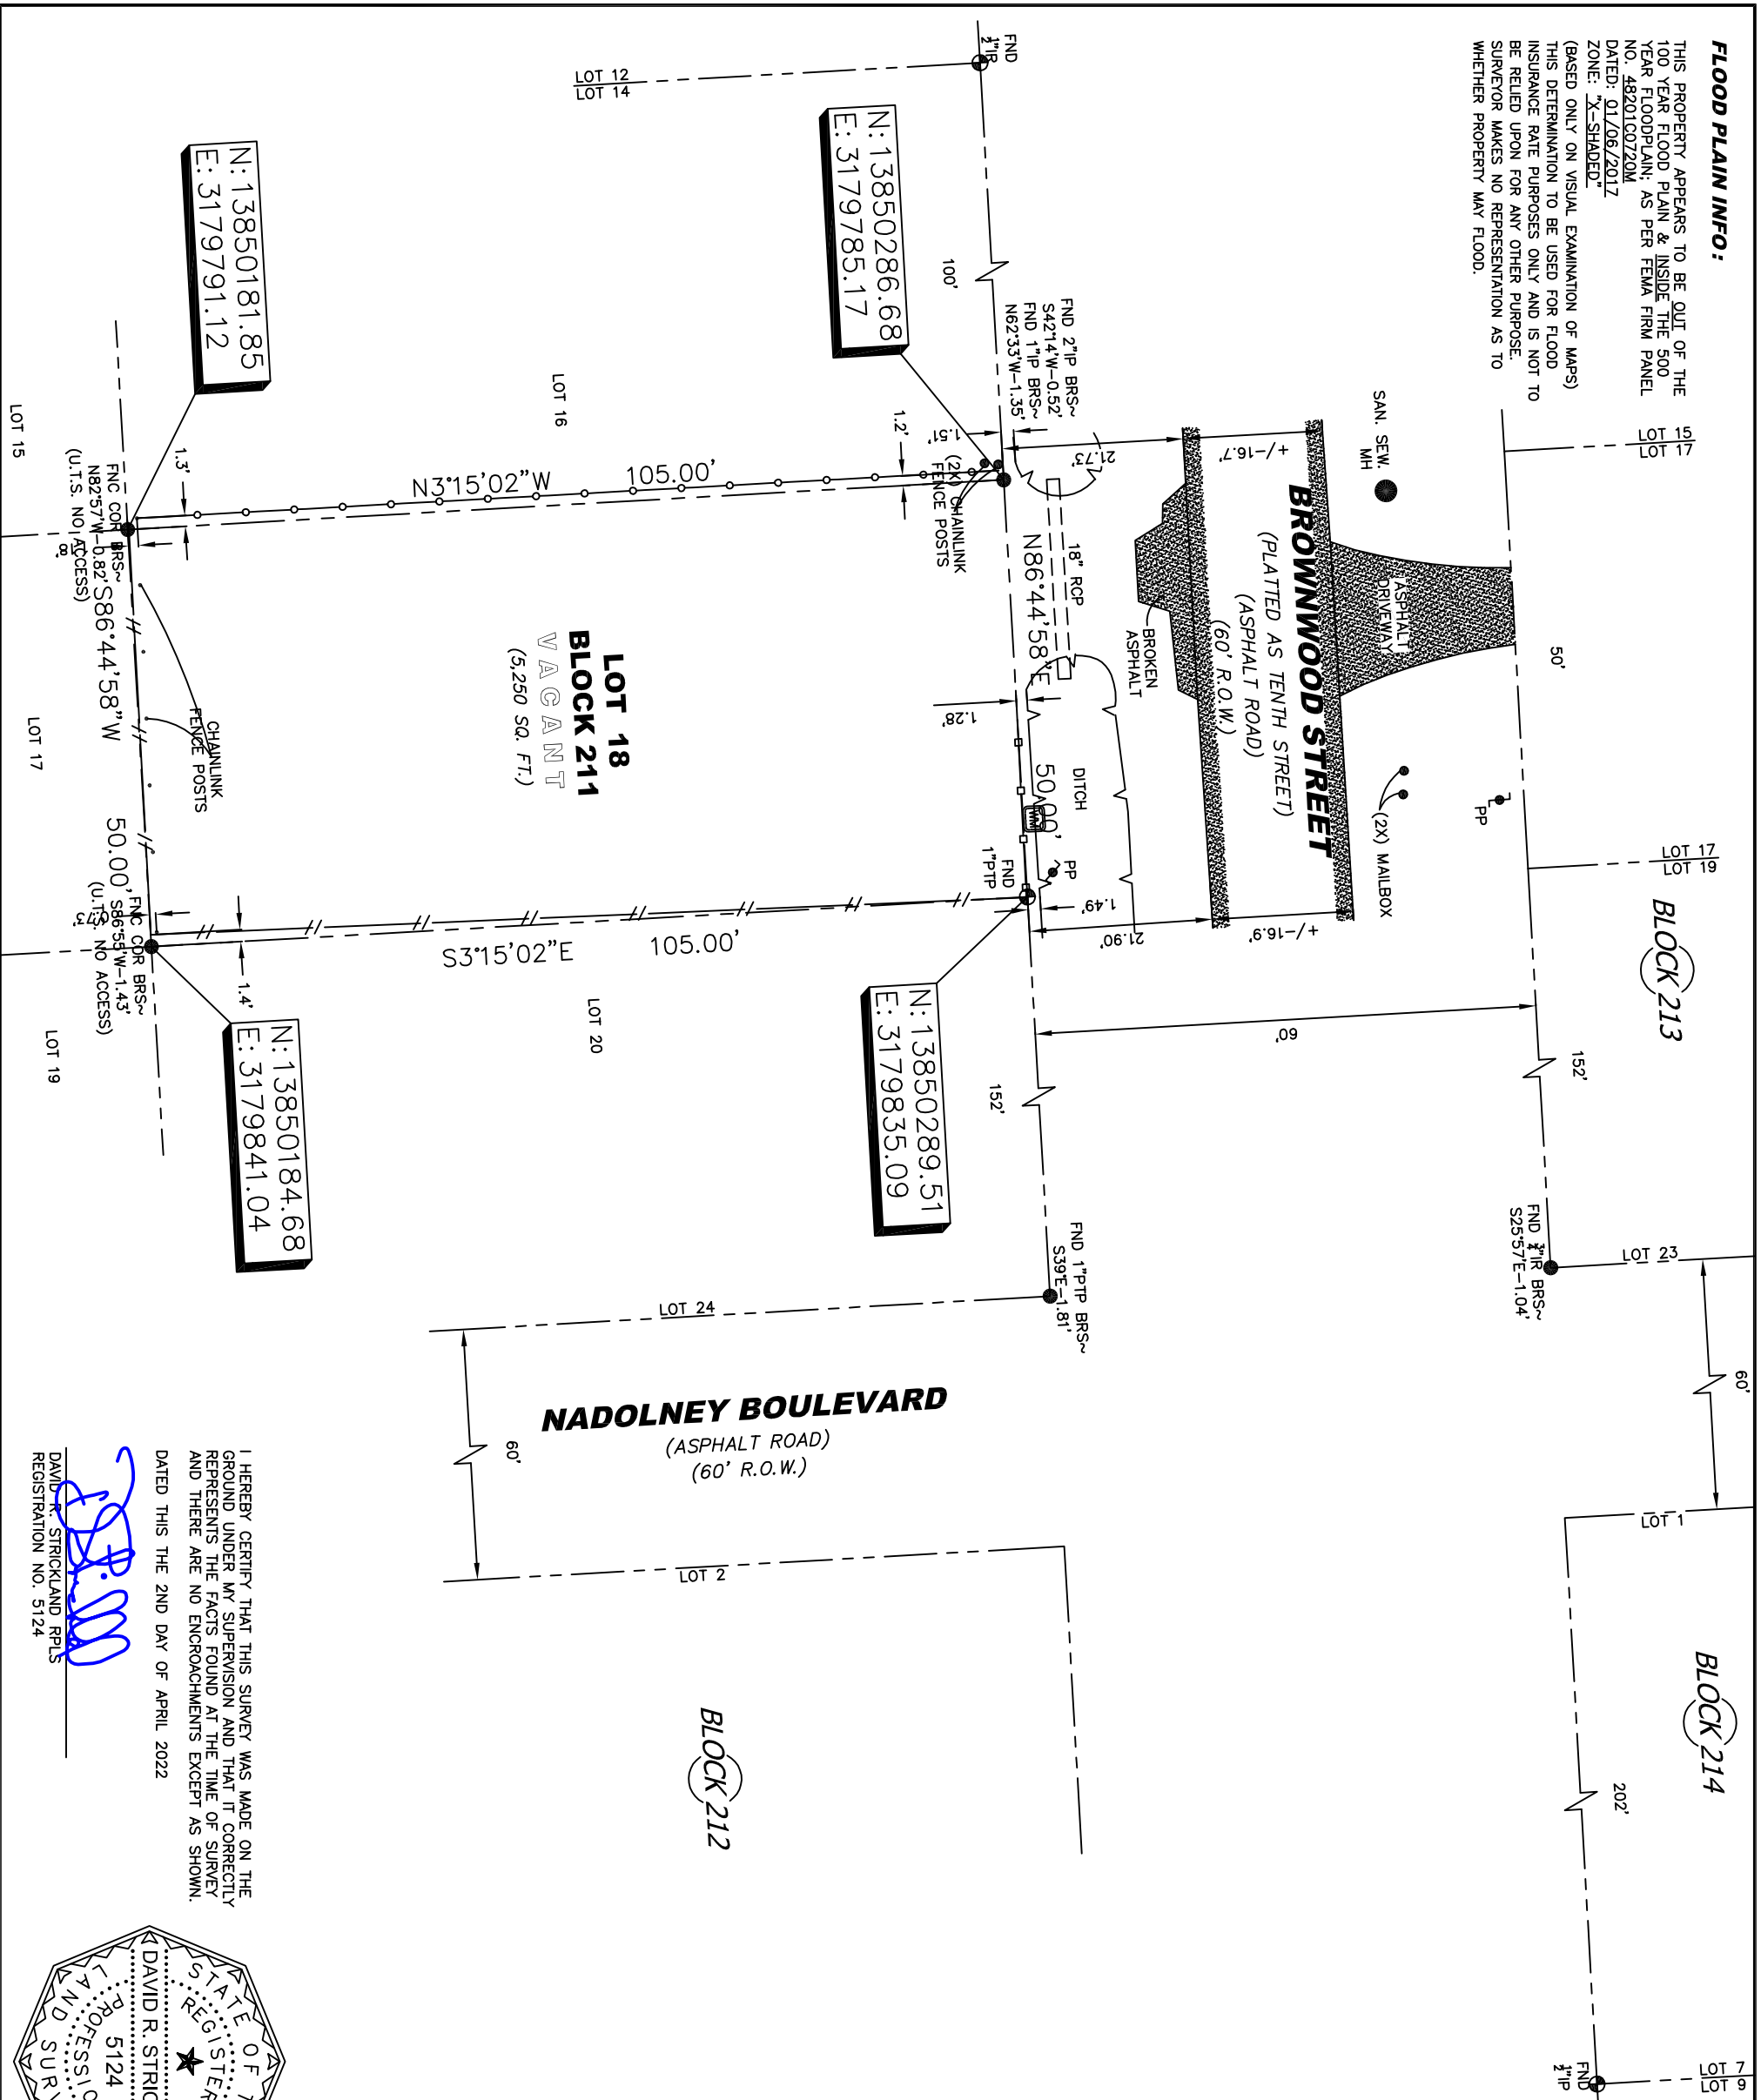 FLOOD PLAIN INFO:
THIS PROPERTY APPEARS TO BE OUT OF THE
100 YEAR FLOOD PLAIN & INSIDE THE 500
YEAR FLOODPLAIN; AS PER FEMA FIRM PANEL
NO. 48201C0720M
DATED: 01/06/2017
ZONE: "X-SHADED"
(BASED ONLY ON VISUAL EXAMINATION OF MAPS)
THIS DETERMINATION TO BE USED FOR FLOOD
INSURANCE RATE PURPOSES ONLY AND IS NOT TO
BE RELIED UPON FOR ANY OTHER PURPOSE.
SURVEYOR MAKES NO REPRESENTATION AS TO
WHETHER PROPERTY MAY FLOOD.
LOT 15
LOT 17
LOT 17
LOT 19
BLOCK 213
LOT 23
60'
LOT 1
BLOCK 214
LOT 7
LOT 9
50'
152'
FND 3/4"IR BRS~
S25°57'E-1.04'
202'
FND
1/2"IP
SAN. SEW.
MH
ASPHALT
DRIVEWAY
(2X) MAILBOX
PP
BROWNWOOD STREET
(PLATTED AS TENTH STREET)
(ASPHALT ROAD)
(60' R.O.W.)
+/-16.7'
+/-16.9'
60'
BROKEN
ASPHALT
21.73'
21.90'
18" RCP
DITCH
PP
FND
1/2"IR
100'
FND 2"IP BRS~
S42°14'W-0.52'
FND 1"IP BRS~
N62°33'W-1.35'
1.51'
1.2'
(2X) CHAINLINK
FENCE POSTS
N86°44'58"E
50.00'
WM
1.28'
1.49'
FND
1"PTP
152'
FND 1"PTP BRS~
S39°E-1.81'
LOT 12
LOT 14
N: 13850286.68
E: 3179785.17
N: 13850289.51
E: 3179835.09
LOT 16
N3°15'02"W
105.00'
LOT 18
BLOCK 211
VACANT
(5,250 SQ. FT.)
S3°15'02"E
105.00'
LOT 20
LOT 24
NADOLNEY BOULEVARD
(ASPHALT ROAD)
(60' R.O.W.)
60'
LOT 2
BLOCK 212
N: 13850181.85
E: 3179791.12
1.3'
CHAINLINK
FENCE POSTS
1.4'
N: 13850184.68
E: 3179841.04
FNC COR BRS~
N82°57'W-0.82'
(U.T.S. NO ACCESS)
S86°44'58"W
50.00'
FNC COR BRS~
S86°55'W-1.43'
(U.T.S. NO ACCESS)
0.73'
LOT 15
LOT 17
LOT 19
I HEREBY CERTIFY THAT THIS SURVEY WAS MADE ON THE
GROUND UNDER MY SUPERVISION AND THAT IT CORRECTLY
REPRESENTS THE FACTS FOUND AT THE TIME OF SURVEY
AND THERE ARE NO ENCROACHMENTS EXCEPT AS SHOWN.
DATED THIS THE 2ND DAY OF APRIL 2022
DAVID R. STRICKLAND RPLS
REGISTRATION NO. 5124
STATE OF
REGISTER
DAVID R. STRIC
5124
PROFESSIO
LAND SURV